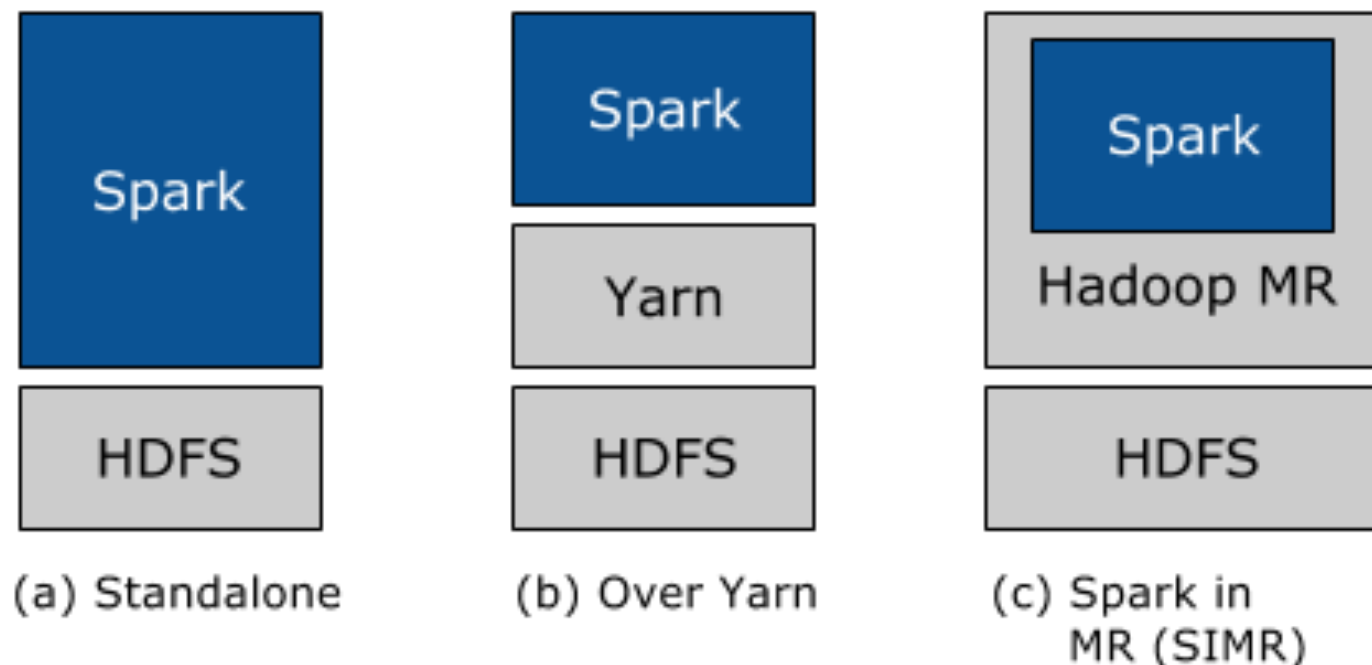 Spark
HDFS
(a) Standalone
Spark
Yarn
HDFS
(b) Over Yarn
Spark
Hadoop MR
HDFS
(c) Spark in
MR (SIMR)